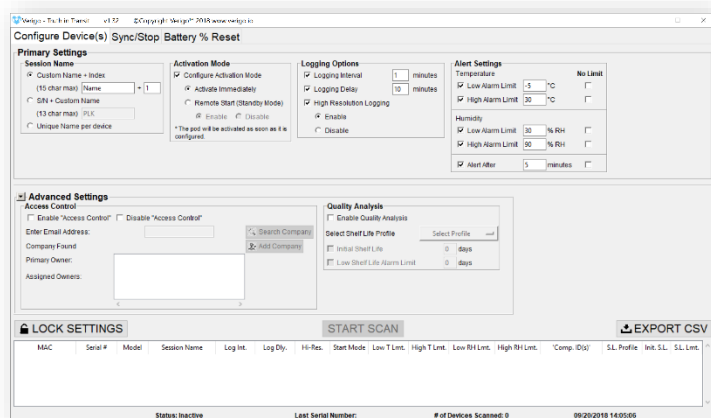 Verigo - Truth in Transit v1.32 ©Copyright Verigo™ 2018 www.verigo.io
Configure Device(s) Sync/Stop Battery % Reset
Primary Settings
Session Name
Custom Name + Index
(15 char max) Name + 1
S/N + Custom Name
(13 char max) PLK
Unique Name per device
Activation Mode
Configure Activation Mode
Activate Immediately
Remote Start (Standby Mode)
Enable Disable
* The pod will be activated as soon as it is
configured.
Logging Options
Logging Interval 1 minutes
Logging Delay 10 minutes
High Resolution Logging
Enable
Disable
Alert Settings
Temperature No Limit
Low Alarm Limit -5 °C
High Alarm Limit 30 °C
Humidity
Low Alarm Limit 30 % RH
High Alarm Limit 90 % RH
Alert After 5 minutes
Advanced Settings
Access Control
Enable "Access Control" Disable "Access Control"
Enter Email Address: Search Company
Company Found Add Company
Primary Owner:
Assigned Owners:
Quality Analysis
Enable Quality Analysis
Select Shelf Life Profile Select Profile
Initial Shelf Life 0 days
Low Shelf Life Alarm Limit 0 days
LOCK SETTINGS START SCAN EXPORT CSV
MAC Serial # Model Session Name Log Int. Log Dly. Hi-Res. Start Mode Low T Lmt. High T Lmt. Low RH Lmt. High RH Lmt. 'Comp. ID(s)' S.L. Profile Init. S.L. S.L. Lmt.
Status: Inactive Last Serial Number: # of Devices Scanned: 0 09/20/2018 14:05:06